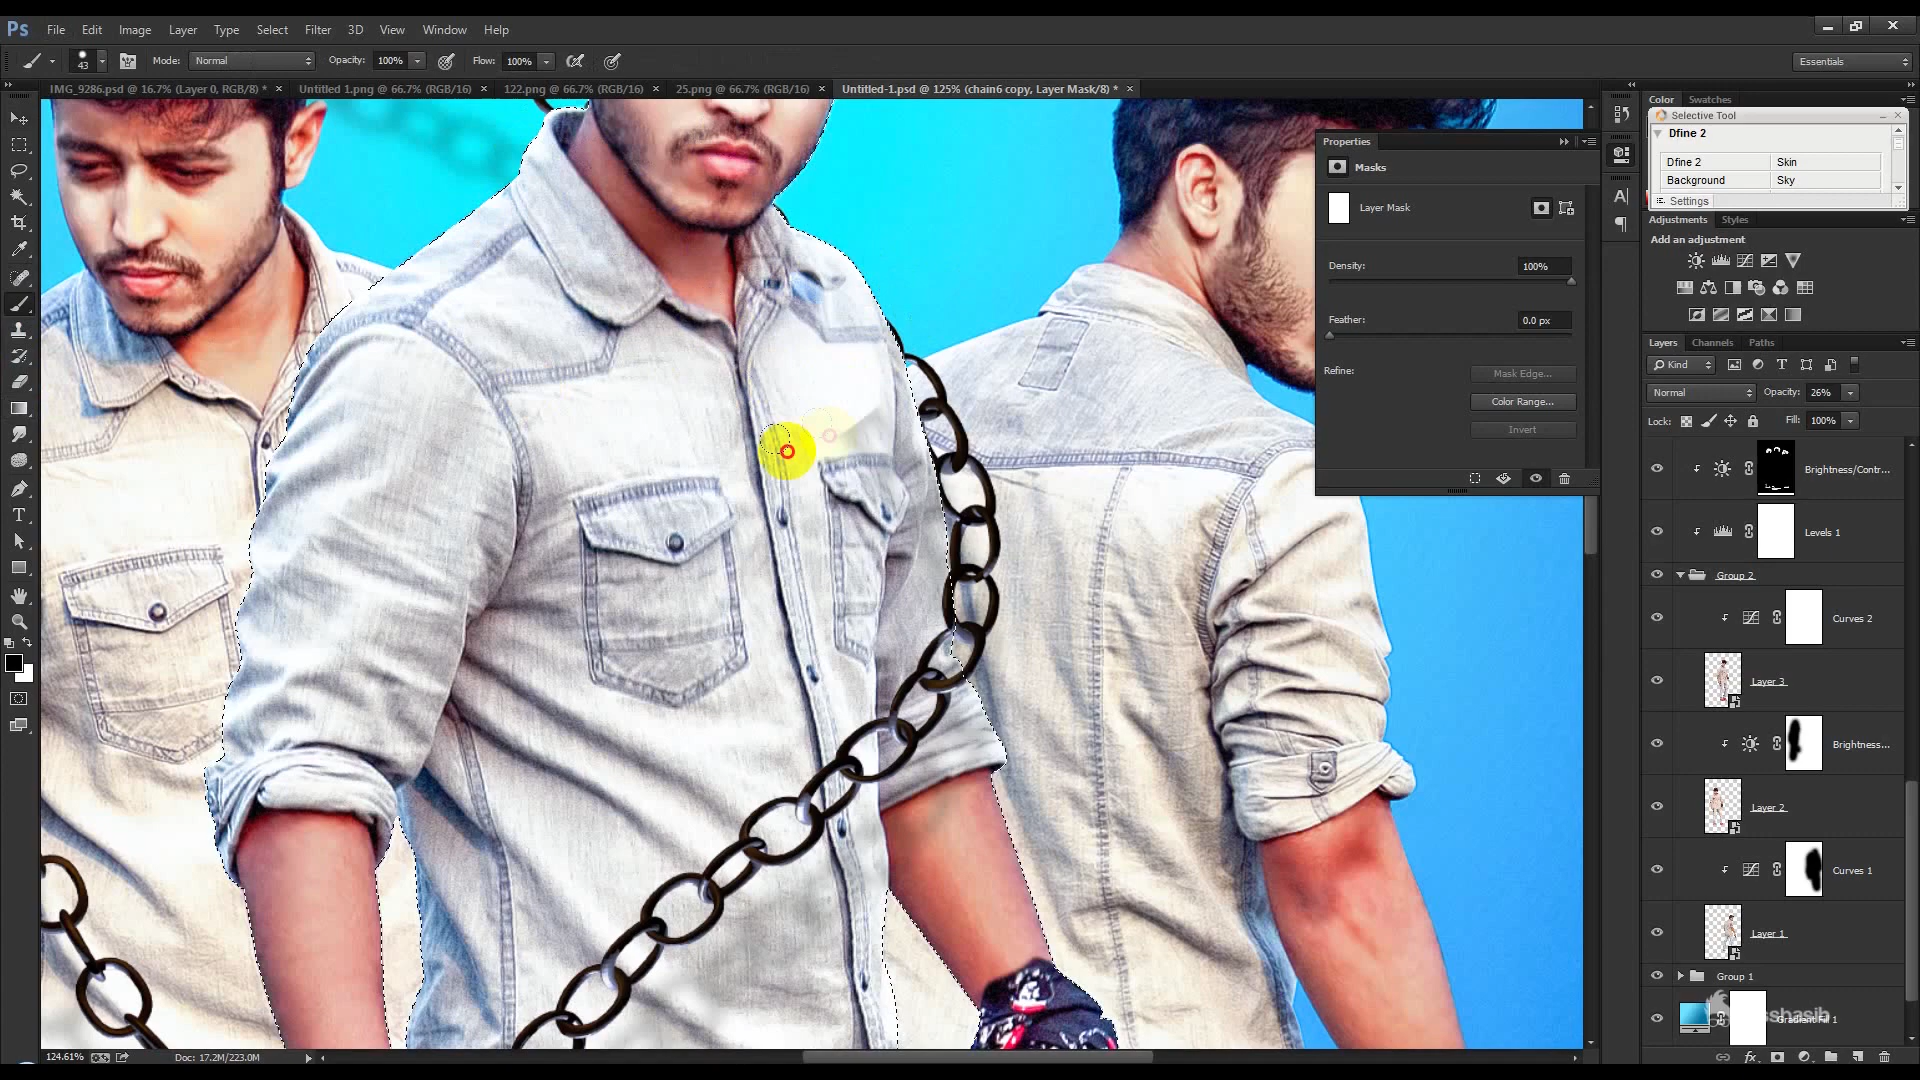 Ps File Edit Image Layer Type Select Filter 3D View Window Help
43 Mode: Normal Opacity: 100% Flow: 100% Essentials
IMG_9286.psd @ 16.7% (Layer 0, RGB/8) * × Untitled 1.png @ 66.7% (RGB/16) × 122.png @ 66.7% (RGB/16) × 25.png @ 66.7% (RGB/16) × Untitled-1.psd @ 125% (chain6 copy, Layer Mask/8) * ×
Color Swatches
Selective Tool
Dfine 2
Dfine 2 Skin
Background Sky
Settings
Adjustments Styles
Add an adjustment
Properties
Masks
Layer Mask
Density: 100%
Feather: 0.0 px
Refine: Mask Edge...
Color Range...
Invert
Layers Channels Paths
Kind
Normal Opacity: 26%
Lock: Fill: 100%
Brightness/Contr...
Levels 1
Group 2
Curves 2
Layer 3
Brightness...
Layer 2
Curves 1
Layer 1
Group 1
Gradient Fill 1
124.61% Doc: 17.2M/223.0M